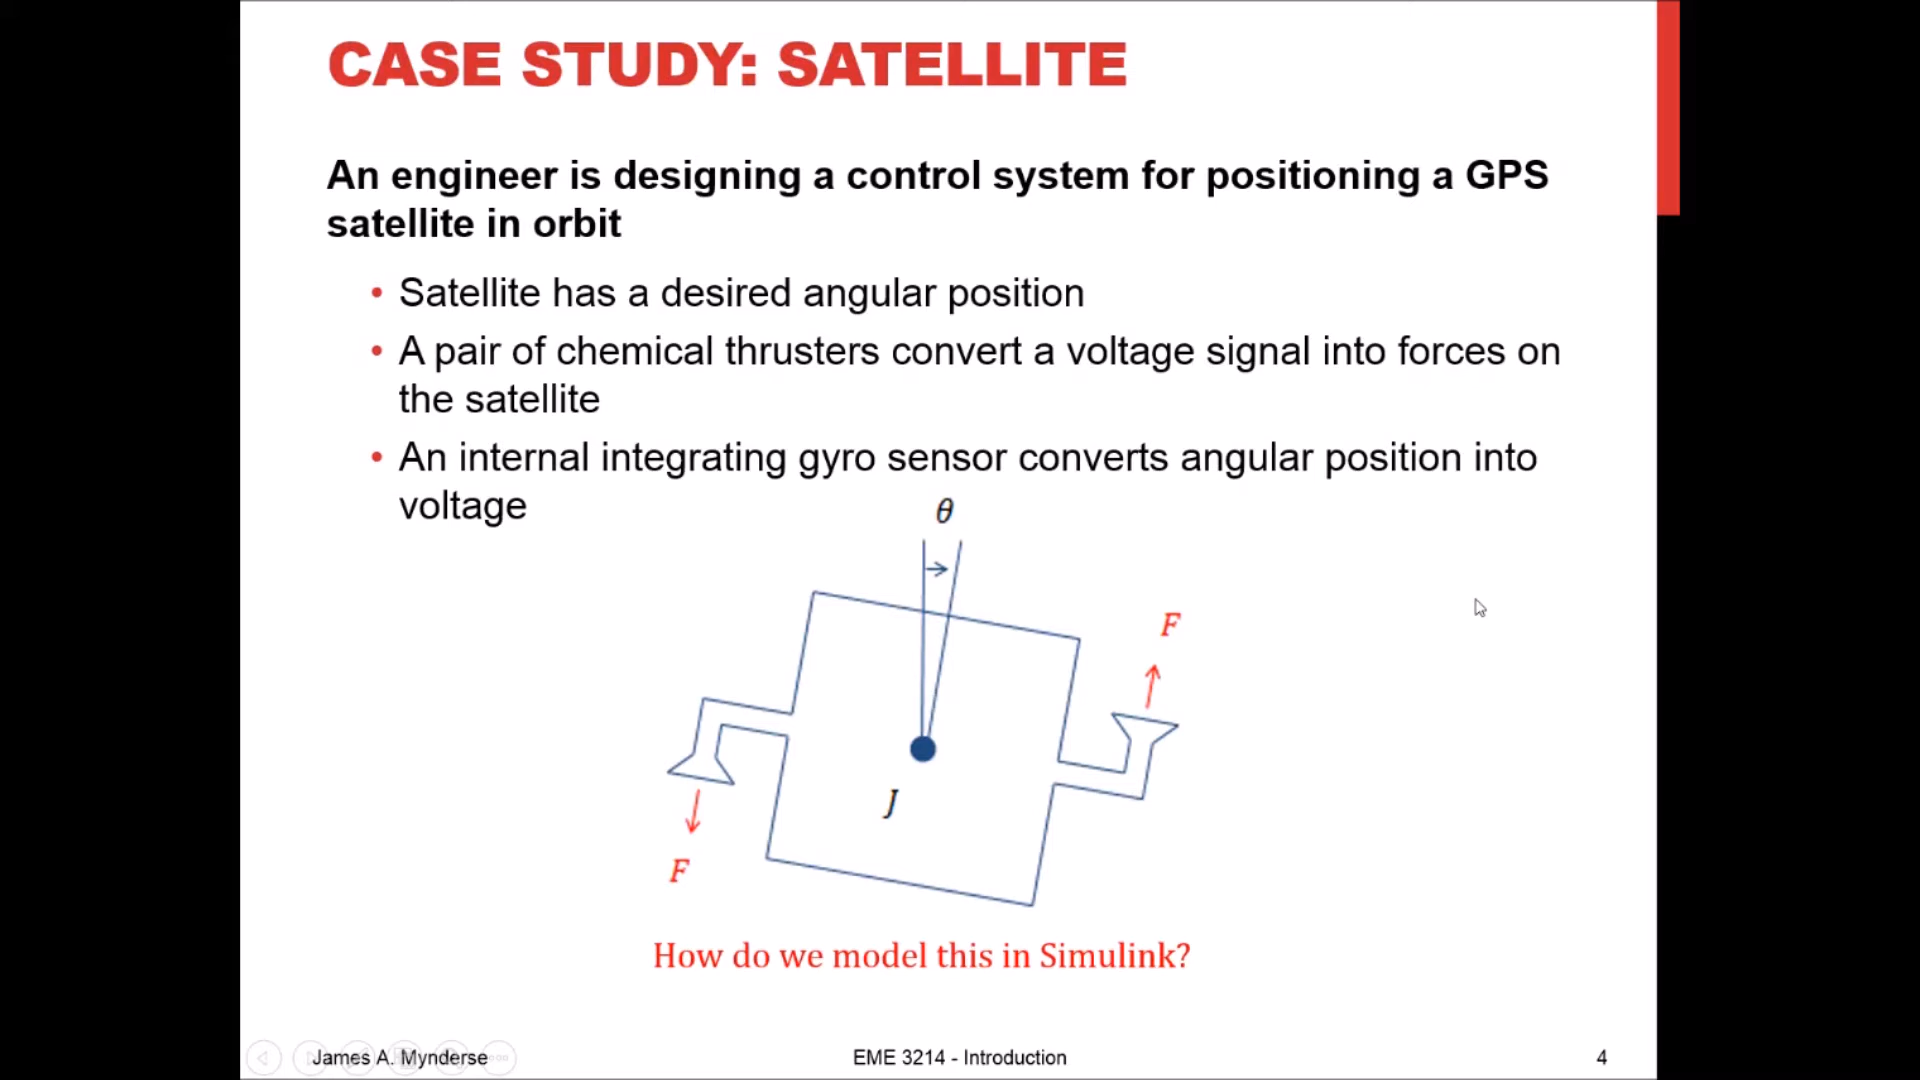 CASE STUDY: SATELLITE
An engineer is designing a control system for positioning a GPS
satellite in orbit
• Satellite has a desired angular position
• A pair of chemical thrusters convert a voltage signal into forces on
the satellite
• An internal integrating gyro sensor converts angular position into
voltage
θ
F
J
F
How do we model this in Simulink?
James A. Mynderse
EME 3214 - Introduction
4